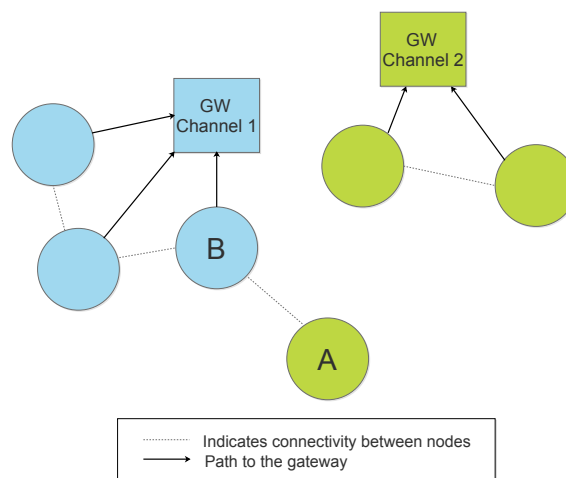 GW
Channel 2
GW
Channel 1
B
A
Indicates connectivity between nodes
Path to the gateway